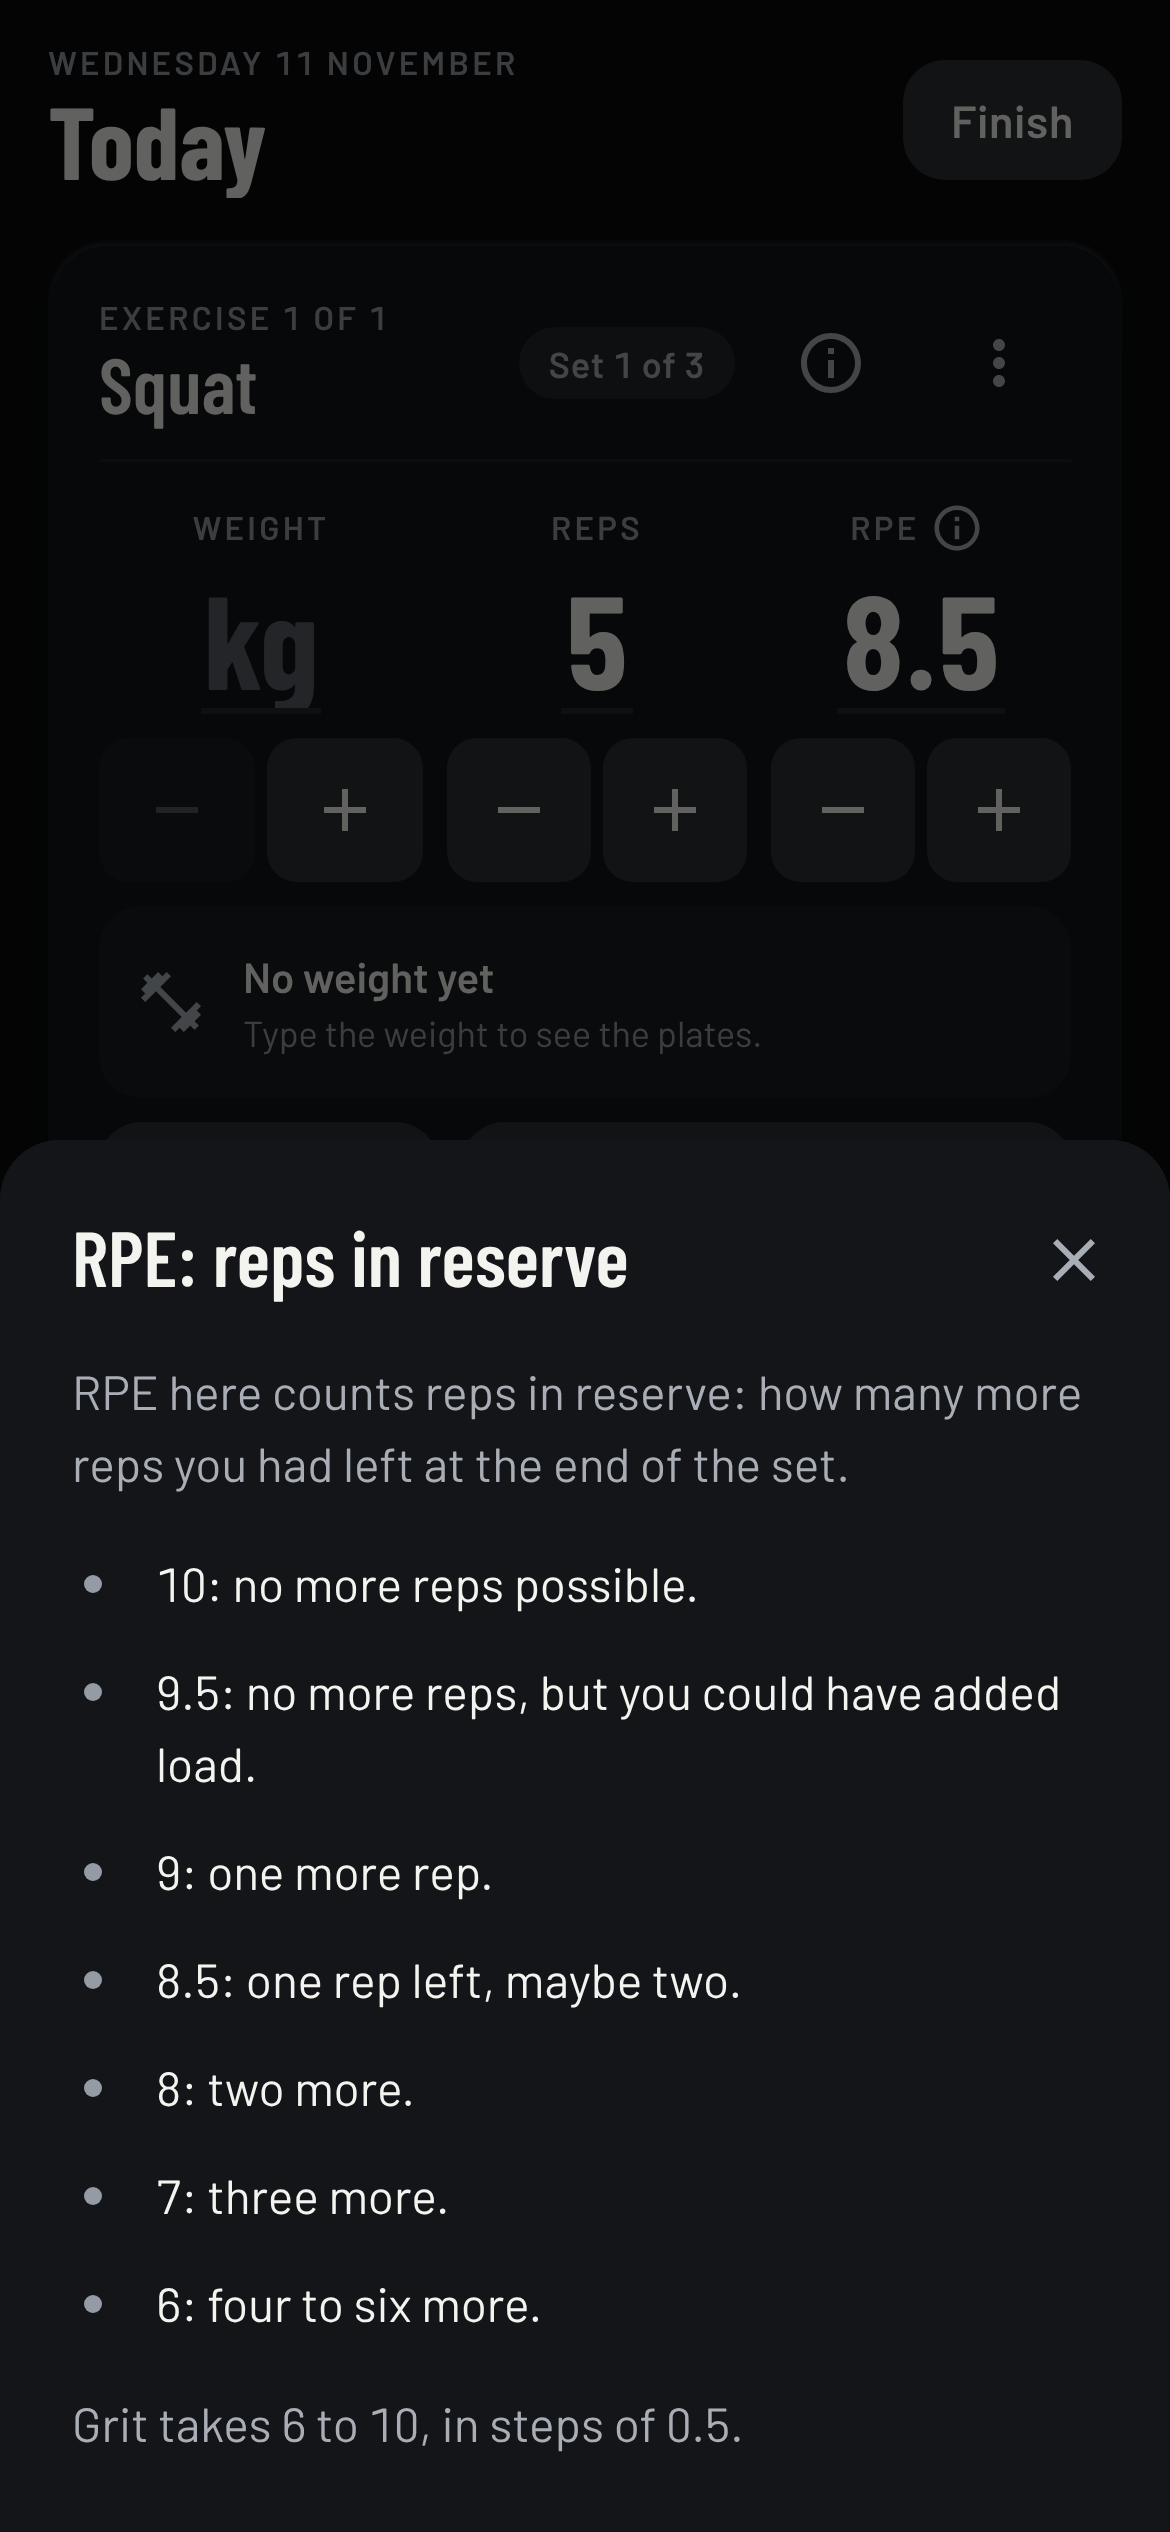 WEDNESDAY 11 NOVEMBER
Today
Finish
EXERCISE 1 OF 1
Squat
Set 1 of 3
WEIGHT
REPS
RPE
kg
5
8.5
No weight yet
Type the weight to see the plates.
RPE: reps in reserve
RPE here counts reps in reserve: how many more
reps you had left at the end of the set.
10: no more reps possible.
9.5: no more reps, but you could have added
load.
9: one more rep.
8.5: one rep left, maybe two.
8: two more.
7: three more.
6: four to six more.
Grit takes 6 to 10, in steps of 0.5.